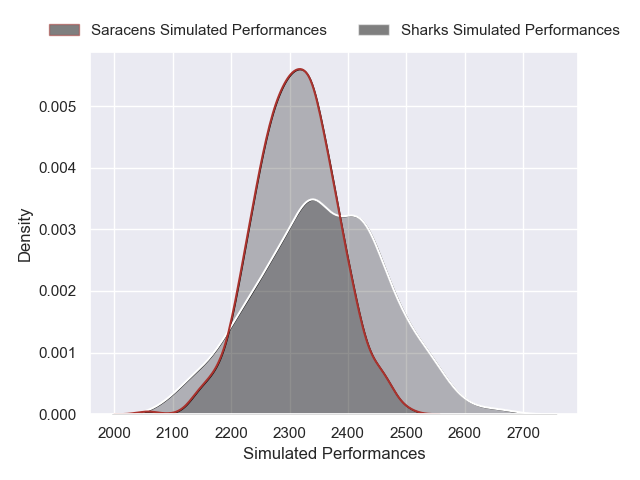 Saracens Simulated Performances
Sharks Simulated Performances
0.005
0.004
0.003
0.002
0.001
0.000
Density
2000 2100 2200 2300 2400 2500 2600 2700
Simulated Performances